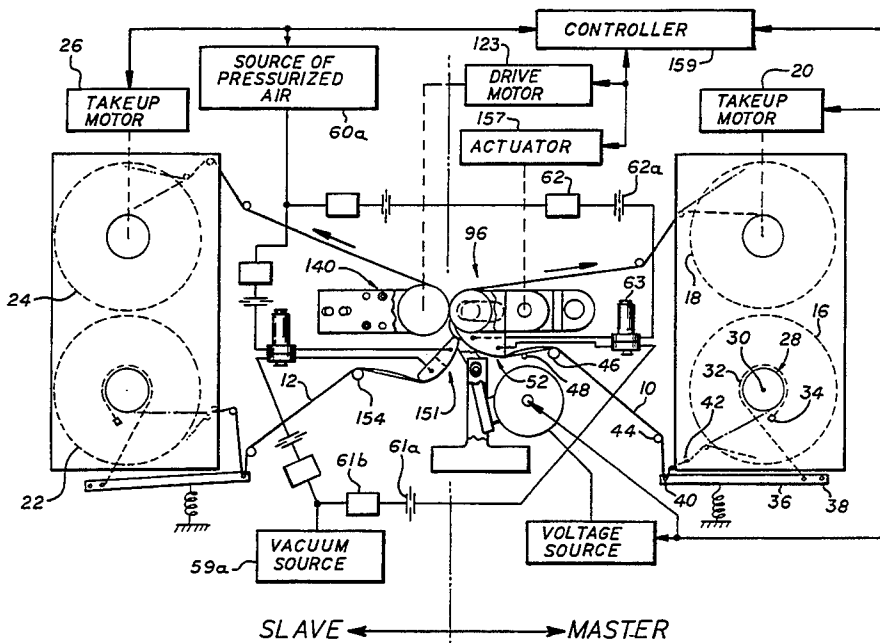 CONTROLLER
159
26
SOURCE OF
PRESSURIZED
AIR
60a
123
DRIVE
MOTOR
20
TAKEUP
MOTOR
157
ACTUATOR
TAKEUP
MOTOR
62
62a
96
140
63
24
18
16
30
28
32
34
12
46
52
48
10
42
44
154
151
22
40
36
38
61b
61a
59a
VACUUM
SOURCE
VOLTAGE
SOURCE
SLAVE
MASTER